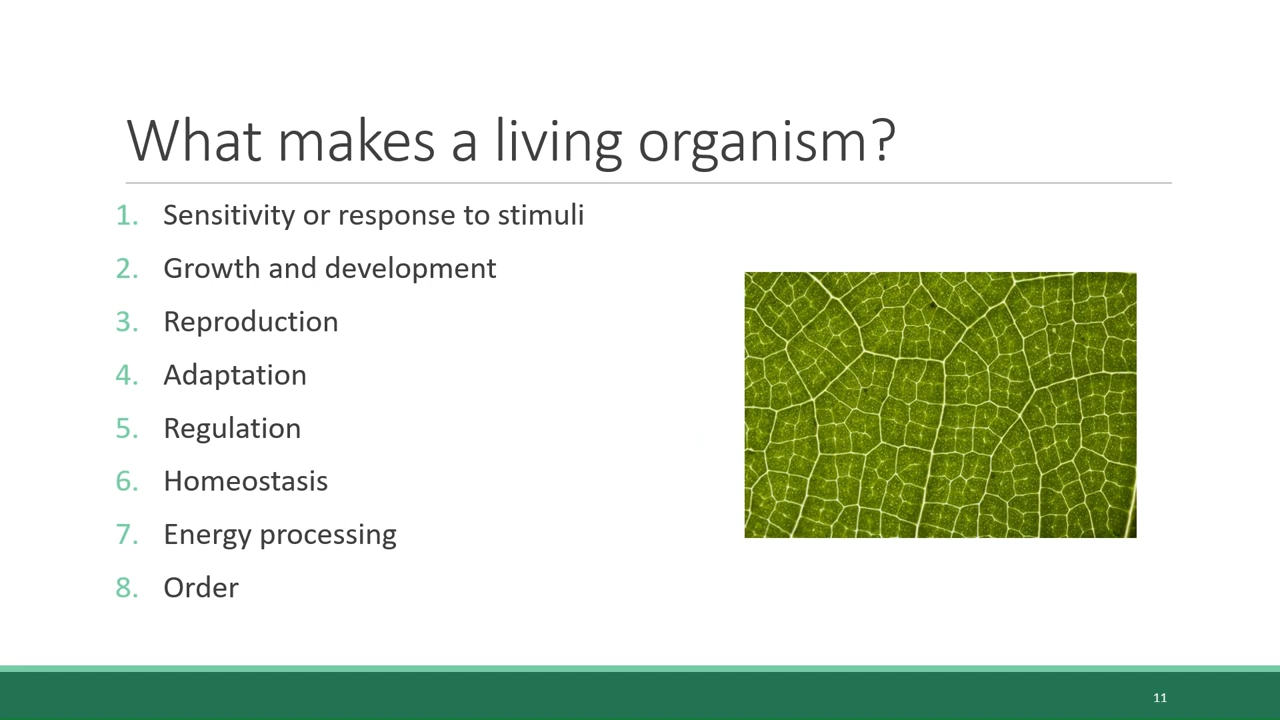 What makes a living organism?
1. Sensitivity or response to stimuli
2. Growth and development
3. Reproduction
4. Adaptation
5. Regulation
6. Homeostasis
7. Energy processing
8. Order
11